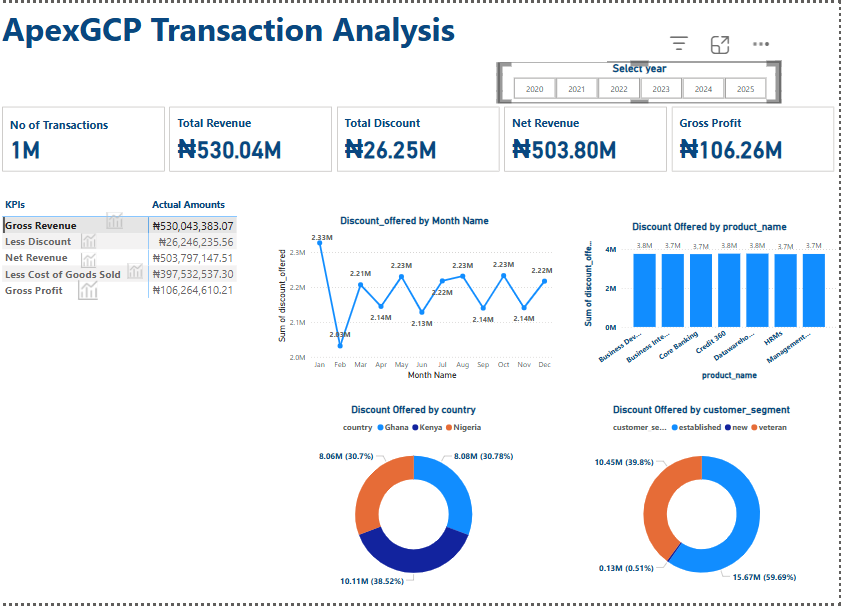 ApexGCP Transaction Analysis
Select year
2020 2021 2022 2023 2024 2025
No of Transactions
1M
Total Revenue
₦530.04M
Total Discount
₦26.25M
Net Revenue
₦503.80M
Gross Profit
₦106.26M
KPIs Actual Amounts
Gross Revenue ₦530,043,383.07
Less Discount ₦26,246,235.56
Net Revenue ₦503,797,147.51
Less Cost of Goods Sold ₦397,532,537.30
Gross Profit ₦106,264,610.21
Discount_offered by Month Name
Sum of discount_offered
2.3M
2.2M
2.1M
2.0M
2.33M
2.03M
2.21M
2.14M
2.23M
2.13M
2.22M
2.23M
2.14M
2.23M
2.14M
2.22M
Jan Feb Mar Apr May Jun Jul Aug Sep Oct Nov Dec
Month Name
Discount Offered by product_name
Sum of discount_offe...
4M
2M
0M
3.8M 3.7M 3.7M 3.8M 3.8M 3.7M 3.7M
Business Dev...
Business Inte...
Core Banking
Credit 360
Datawareho...
HRMs
Management...
product_name
Discount Offered by country
country Ghana Kenya Nigeria
8.06M (30.7%)
8.08M (30.78%)
10.11M (38.52%)
Discount Offered by customer_segment
customer se... established new veteran
10.45M (39.8%)
0.13M (0.51%)
15.67M (59.69%)